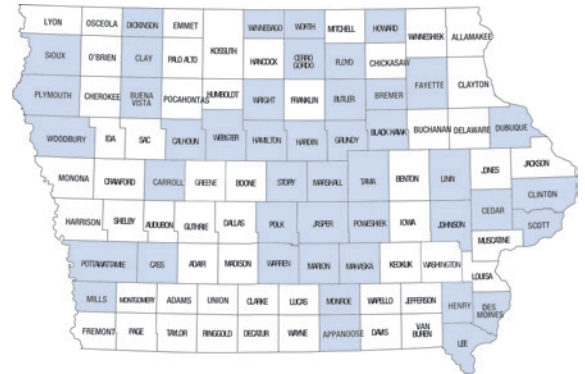 LYON OSCEOLA DICKINSON EMMET WINNEBAGO WORTH MITCHELL HOWARD WINNESHIEK ALLAMAKEE
KOSSUTH
SIOUX O'BRIEN CLAY PALO ALTO HANCOCK CERRO GORDO FLOYD CHICKASAW
FAYETTE CLAYTON
PLYMOUTH CHEROKEE BUENA VISTA POCAHONTAS HUMBOLDT WRIGHT FRANKLIN BUTLER BREMER
WOODBURY IDA SAC CALHOUN WEBSTER HAMILTON HARDIN GRUNDY BLACK HAWK BUCHANAN DELAWARE DUBUQUE
MONONA CRAWFORD CARROLL GREENE BOONE STORY MARSHALL TAMA BENTON LINN JONES JACKSON
CLINTON
CEDAR
HARRISON SHELBY AUDUBON GUTHRIE DALLAS POLK JASPER POWESHIEK IOWA JOHNSON SCOTT
MUSCATINE
POTTAWATTAMIE CASS ADAIR MADISON WARREN MARION MAHASKA KEOKUK WASHINGTON
LOUISA
MILLS MONTGOMERY ADAMS UNION CLARKE LUCAS MONROE WAPELLO JEFFERSON HENRY DES MOINES
FREMONT PAGE TAYLOR RINGGOLD DECATUR WAYNE APPANOOSE DAVIS VAN BUREN
LEE